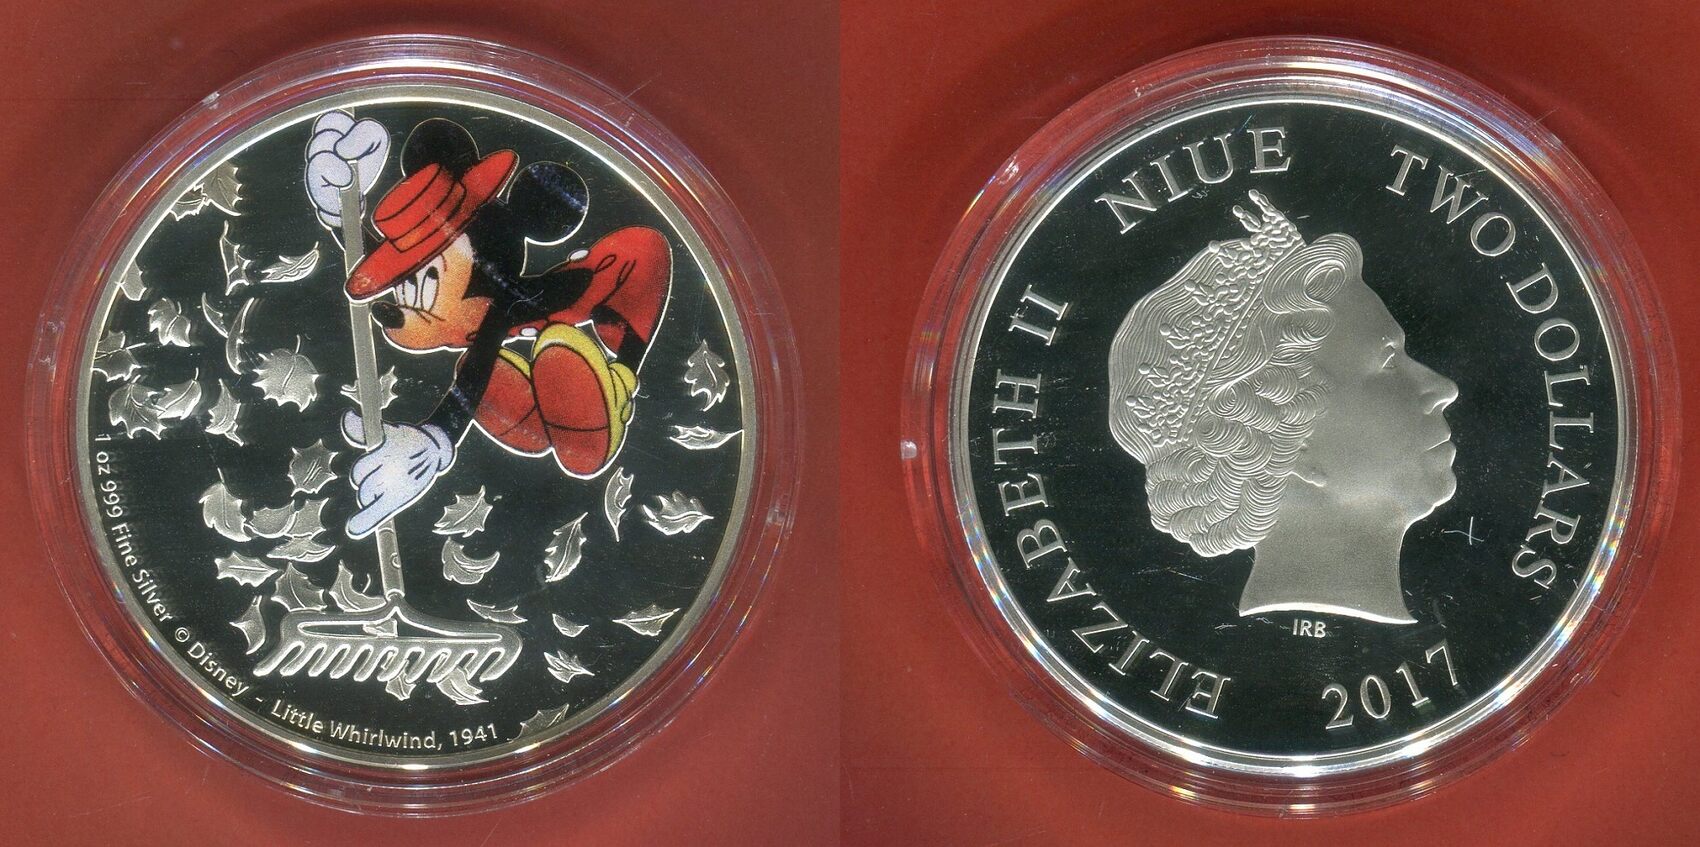 1 oz 999 Fine Silver © Disney - Little Whirlwind, 1941
ELIZABETH II NIUE TWO DOLLARS
IRB
2017